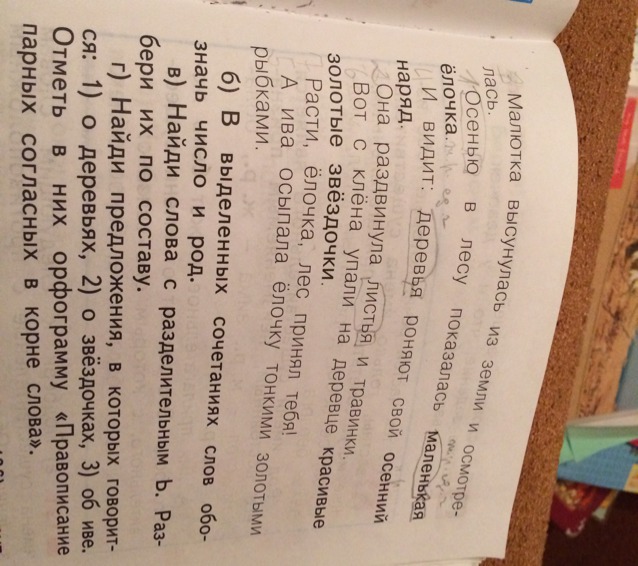 Малютка высунулась из земли и осмотре-
лась.
Осенью в лесу показалась маленькая
ёлочка.
И видит: деревья роняют свой осенний
наряд.
Она раздвинула листья и травинки.
Вот с клёна упали на деревце красивые
золотые звёздочки.
Расти, ёлочка, лес принял тебя!
А ива осыпала ёлочку тонкими золотыми
рыбками.
б) В выделенных сочетаниях слов обо-
значь число и род.
в) Найди слова с разделительным ь. Раз-
бери их по составу.
г) Найди предложения, в которых говорит-
ся: 1) о деревьях, 2) о звёздочках, 3) об иве.
Отметь в них орфограмму «Правописание
парных согласных в корне слова».